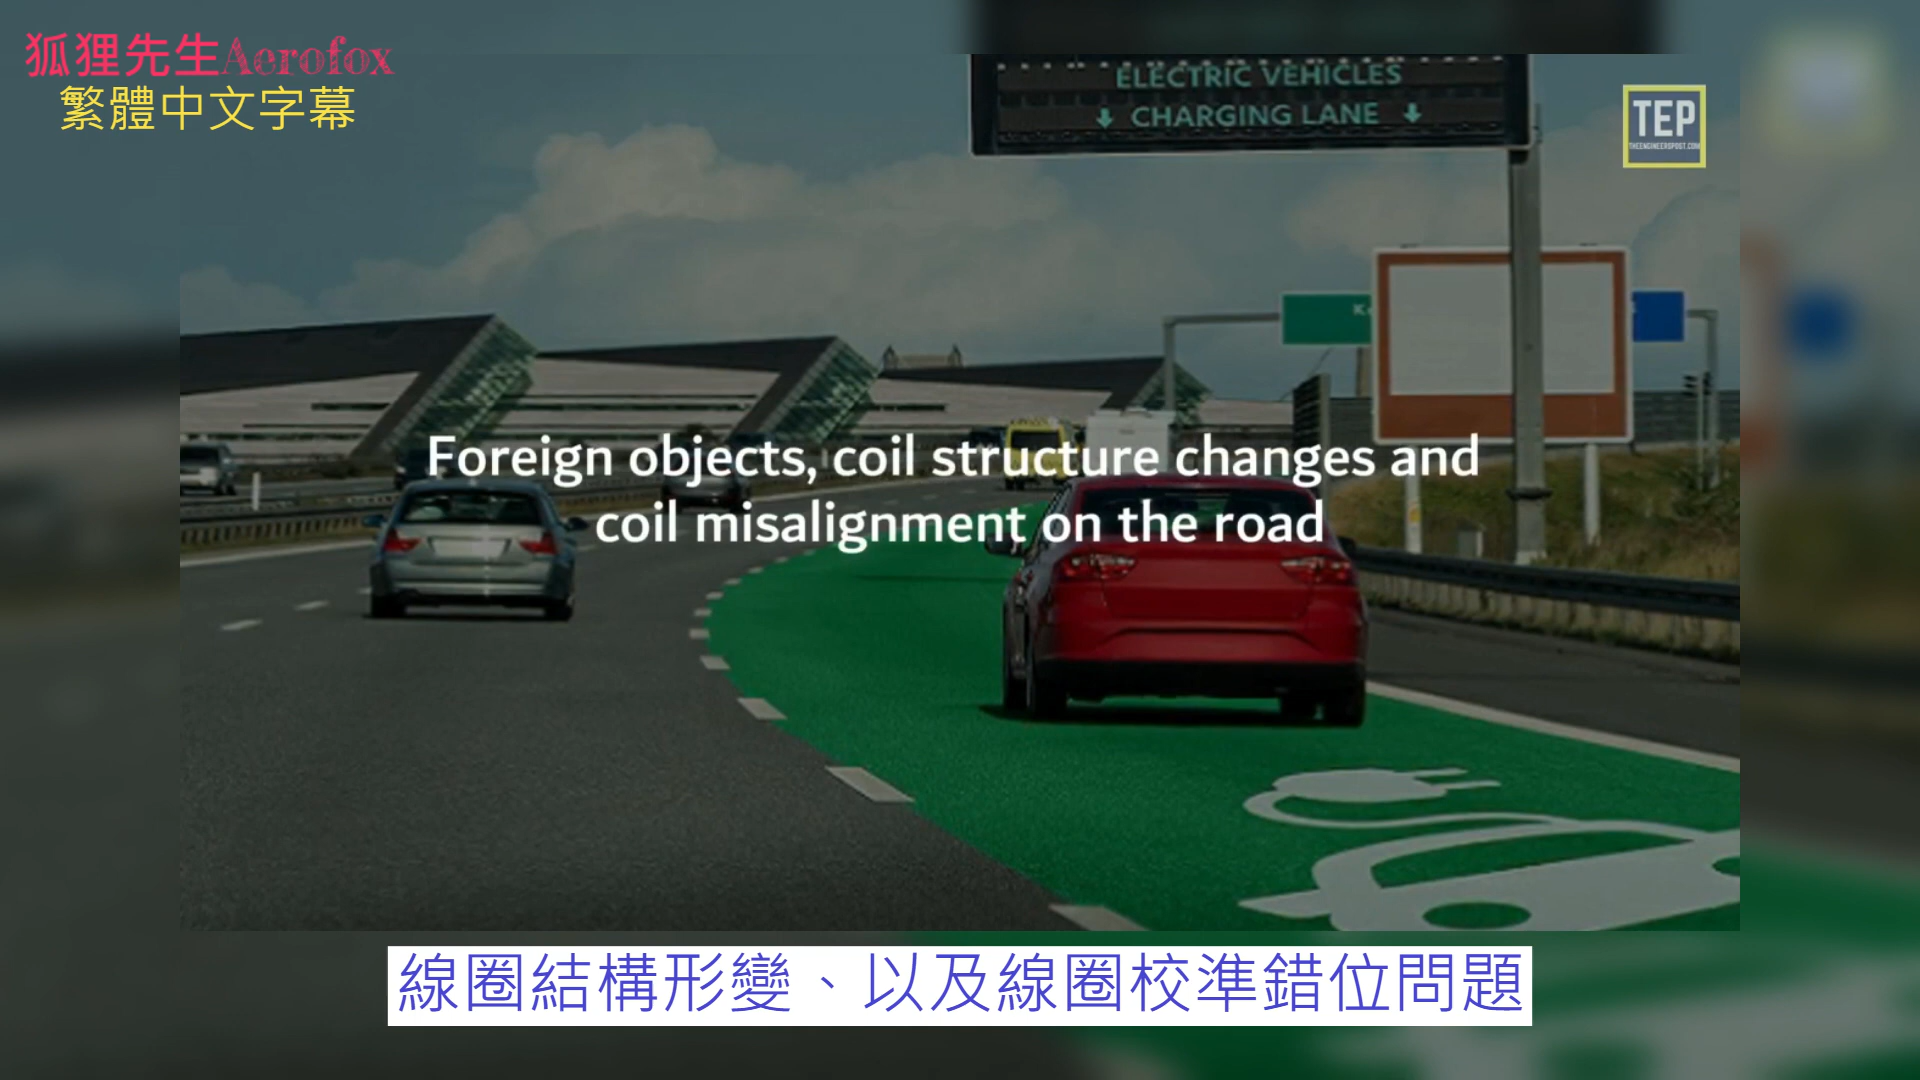 狐狸先生Aerofox
繁體中文字幕
ELECTRIC VEHICLES
CHARGING LANE
TEP
THEENGINEERSPOST.COM
Foreign objects, coil structure changes and
coil misalignment on the road
線圈結構形變、以及線圈校準錯位問題